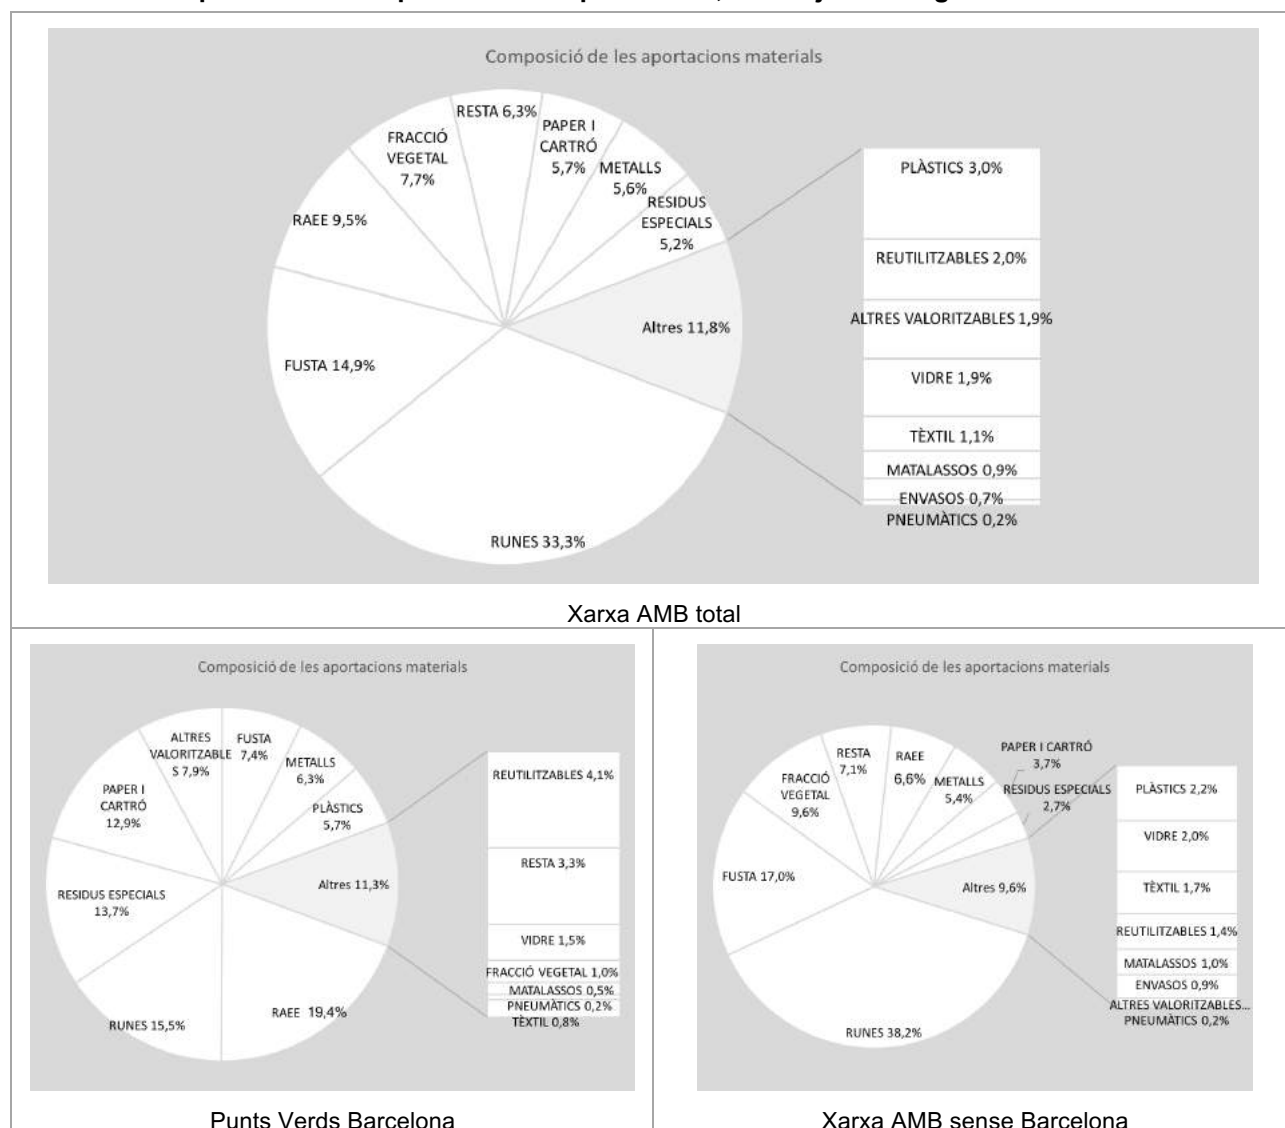 Composició de les aportacions materials
RESTA 6,3%
PAPER I
CARTRÓ
5,7%
FRACCIÓ
VEGETAL
7,7%
METALLS
5,6%
RESIDUS
ESPECIALS
5,2%
RAEE 9,5%
Altres 11,8%
FUSTA 14,9%
RUNES 33,3%
PLÀSTICS 3,0%
REUTILITZABLES 2,0%
ALTRES VALORITZABLES 1,9%
VIDRE 1,9%
TÈXTIL 1,1%
MATALASSOS 0,9%
ENVASOS 0,7%
PNEUMÀTICS 0,2%
Xarxa AMB total
Composició de les aportacions materials
ALTRES
VALORITZABLE
S 7,9%
FUSTA
7,4%
METALLS
6,3%
PLÀSTICS
5,7%
PAPER I
CARTRÓ
12,9%
Altres 11,3%
RESIDUS ESPECIALS
13,7%
RUNES 15,5%
RAEE 19,4%
REUTILITZABLES 4,1%
RESTA 3,3%
VIDRE 1,5%
FRACCIÓ VEGETAL 1,0%
MATALASSOS 0,5%
PNEUMÀTICS 0,2%
TÈXTIL 0,8%
Punts Verds Barcelona
Composició de les aportacions materials
RESTA
7,1%
RAEE
6,6%
PAPER I CARTRÓ
3,7%
FRACCIÓ
VEGETAL
9,6%
METALLS
5,4%
RESIDUS ESPECIALS
2,7%
FUSTA 17,0%
Altres 9,6%
RUNES 38,2%
PLÀSTICS 2,2%
VIDRE 2,0%
TÈXTIL 1,7%
REUTILITZABLES 1,4%
MATALASSOS 1,0%
ENVASOS 0,9%
ALTRES VALORITZABLES...
PNEUMÀTICS 0,2%
Xarxa AMB sense Barcelona